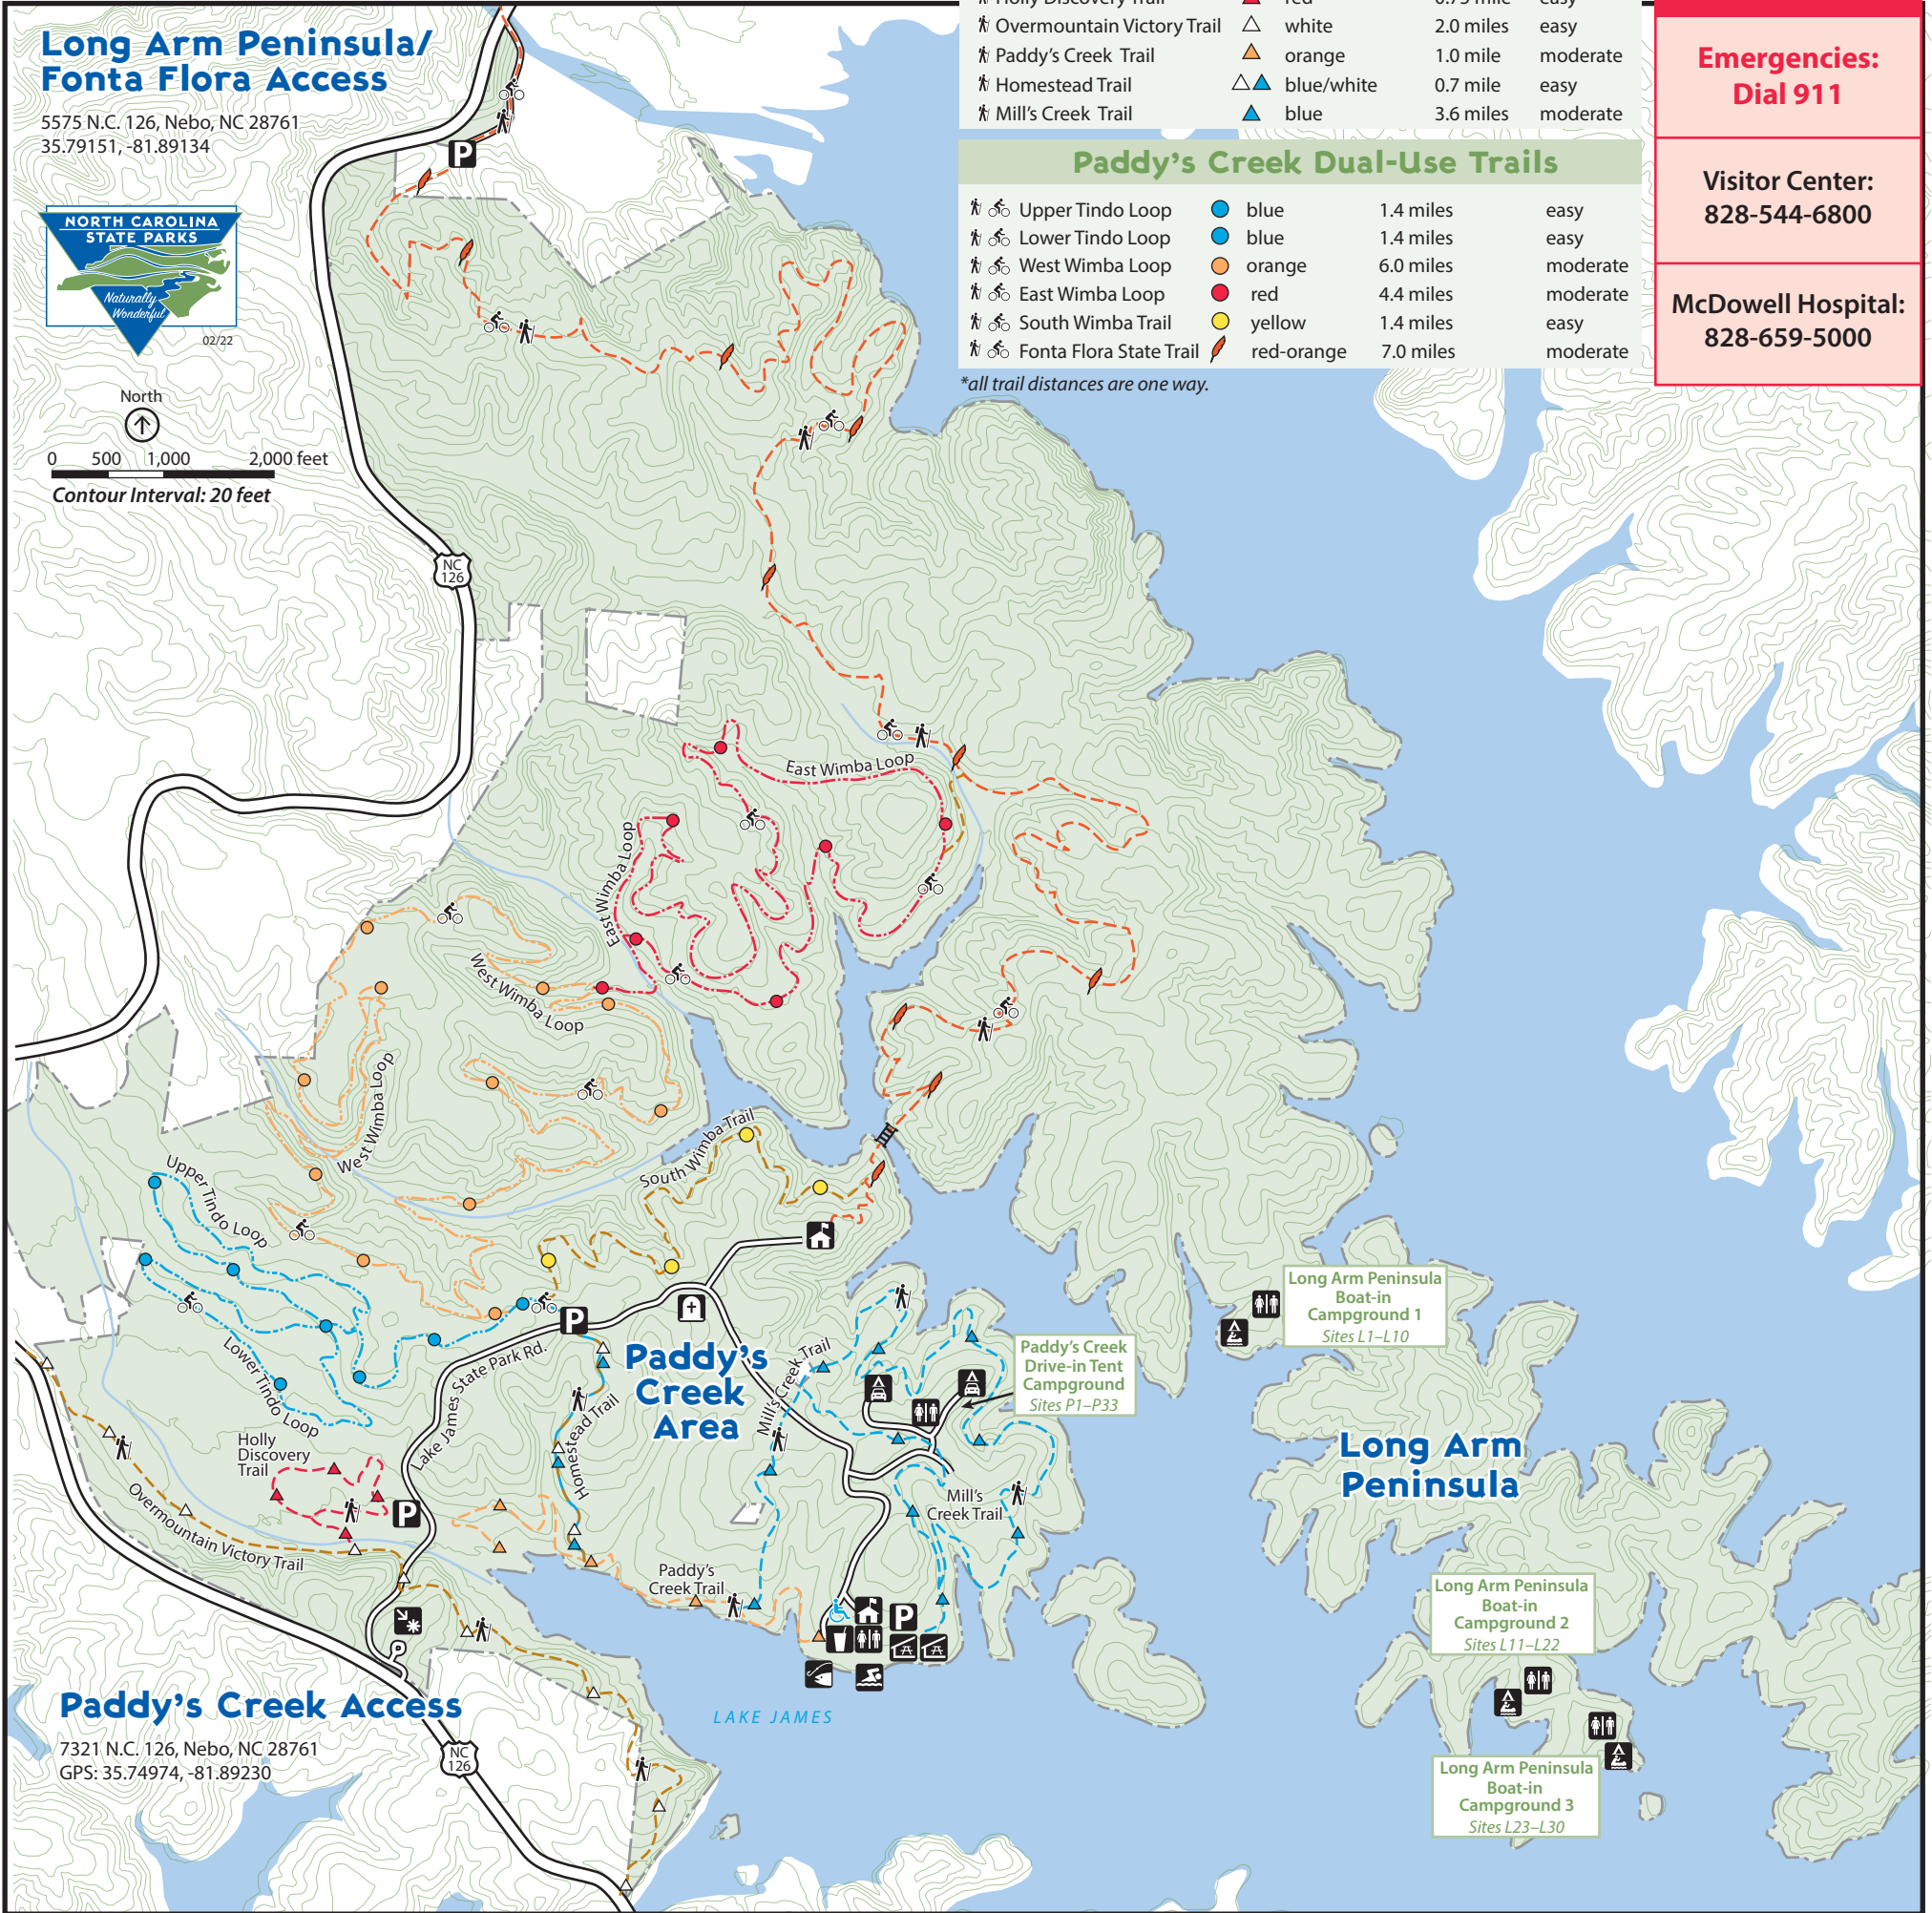 Long Arm Peninsula/
Fonta Flora Access
5575 N.C. 126, Nebo, NC 28761
35.79151, -81.89134
NORTH CAROLINA
STATE PARKS
Naturally
Wonderful
02/22
North
0 500 1,000 2,000 feet
Contour Interval: 20 feet
Holly Discovery Trail red 0.75 mile easy
Overmountain Victory Trail white 2.0 miles easy
Paddy's Creek Trail orange 1.0 mile moderate
Homestead Trail blue/white 0.7 mile easy
Mill's Creek Trail blue 3.6 miles moderate
Paddy's Creek Dual-Use Trails
Upper Tindo Loop blue 1.4 miles easy
Lower Tindo Loop blue 1.4 miles easy
West Wimba Loop orange 6.0 miles moderate
East Wimba Loop red 4.4 miles moderate
South Wimba Trail yellow 1.4 miles easy
Fonta Flora State Trail red-orange 7.0 miles moderate
*all trail distances are one way.
Emergencies:
Dial 911
Visitor Center:
828-544-6800
McDowell Hospital:
828-659-5000
P
NC
126
East Wimba Loop
East Wimba Loop
West Wimba Loop
West Wimba Loop
South Wimba Trail
Upper Tindo Loop
Lower Tindo Loop
P
Lake James State Park Rd.
Paddy's
Creek
Area
Mill's Creek Trail
Homestead Trail
Holly
Discovery
Trail
P
Overmountain Victory Trail
Paddy's Creek
Drive-in Tent
Campground
Sites P1–P33
Long Arm Peninsula
Boat-in
Campground 1
Sites L1–L10
Long Arm
Peninsula
Mill's
Creek Trail
Paddy's
Creek Trail
P
Long Arm Peninsula
Boat-in
Campground 2
Sites L11–L22
Long Arm Peninsula
Boat-in
Campground 3
Sites L23–L30
LAKE JAMES
Paddy's Creek Access
7321 N.C. 126, Nebo, NC 28761
GPS: 35.74974, -81.89230
NC
126